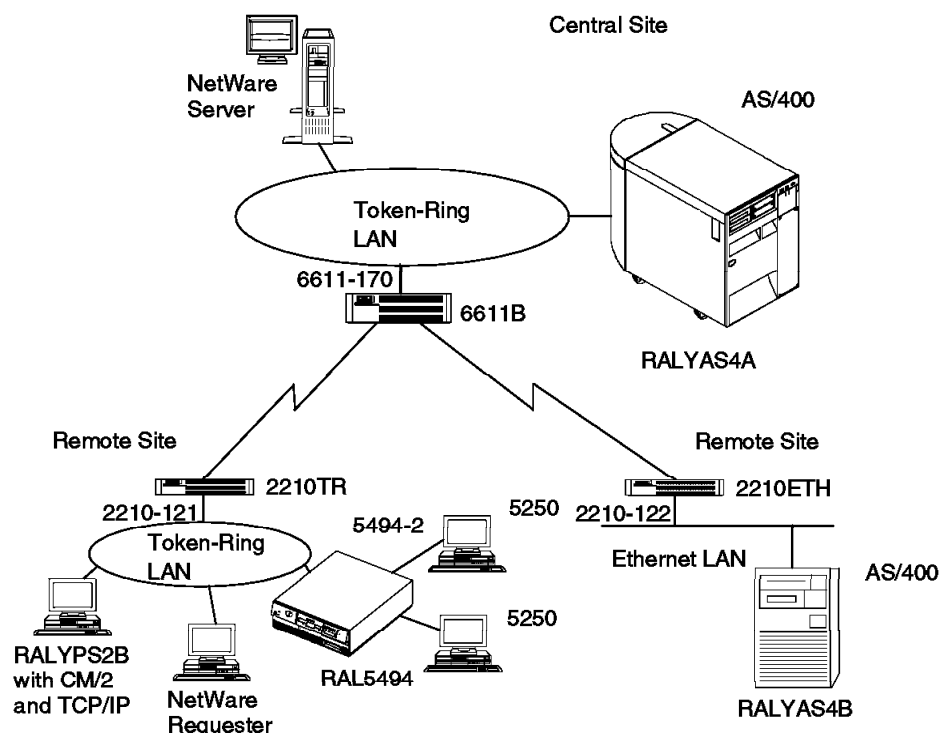 Central Site
NetWare
Server
AS/400
Token-Ring
LAN
6611-170
6611B
RALYAS4A
Remote Site
Remote Site
2210TR
2210ETH
2210-121
2210-122
Token-Ring
LAN
5494-2
5250
Ethernet LAN
AS/400
5250
RALYPS2B
with CM/2
and TCP/IP
RAL5494
NetWare
Requester
RALYAS4B